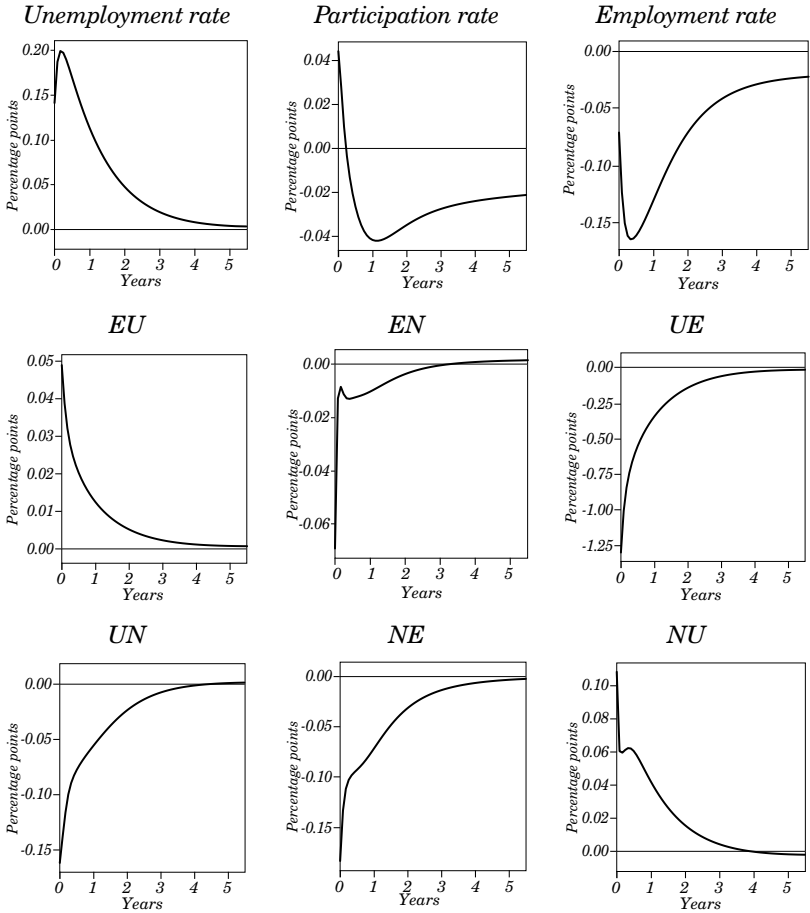 Unemployment rate
Percentage points
0.20
0.15
0.10
0.05
0.00
0 1 2 3 4 5
Years
Participation rate
Percentage points
0.04
0.02
0.00
-0.02
-0.04
0 1 2 3 4 5
Years
Employment rate
Percentage points
0.00
-0.05
-0.10
-0.15
0 1 2 3 4 5
Years
EU
Percentage points
0.05
0.04
0.03
0.02
0.01
0.00
0 1 2 3 4 5
Years
EN
Percentage points
0.00
-0.02
-0.04
-0.06
0 1 2 3 4 5
Years
UE
Percentage points
0.00
-0.25
-0.50
-0.75
-1.00
-1.25
0 1 2 3 4 5
Years
UN
Percentage points
0.00
-0.05
-0.10
-0.15
0 1 2 3 4 5
Years
NE
Percentage points
0.00
-0.05
-0.10
-0.15
0 1 2 3 4 5
Years
NU
Percentage points
0.10
0.08
0.06
0.04
0.02
0.00
0 1 2 3 4 5
Years